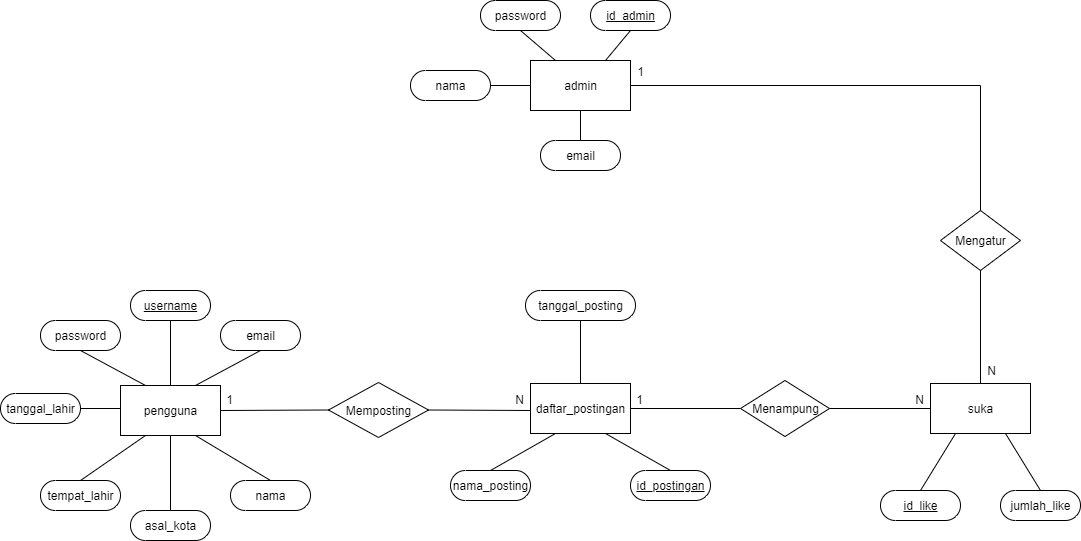 password
id_admin
nama
admin
1
email
Mengatur
username
tanggal_posting
password
email
N
tanggal_lahir
pengguna
1
Memposting
N
daftar_postingan
1
Menampung
N
suka
tempat_lahir
nama
nama_posting
id_postingan
id_like
jumlah_like
asal_kota